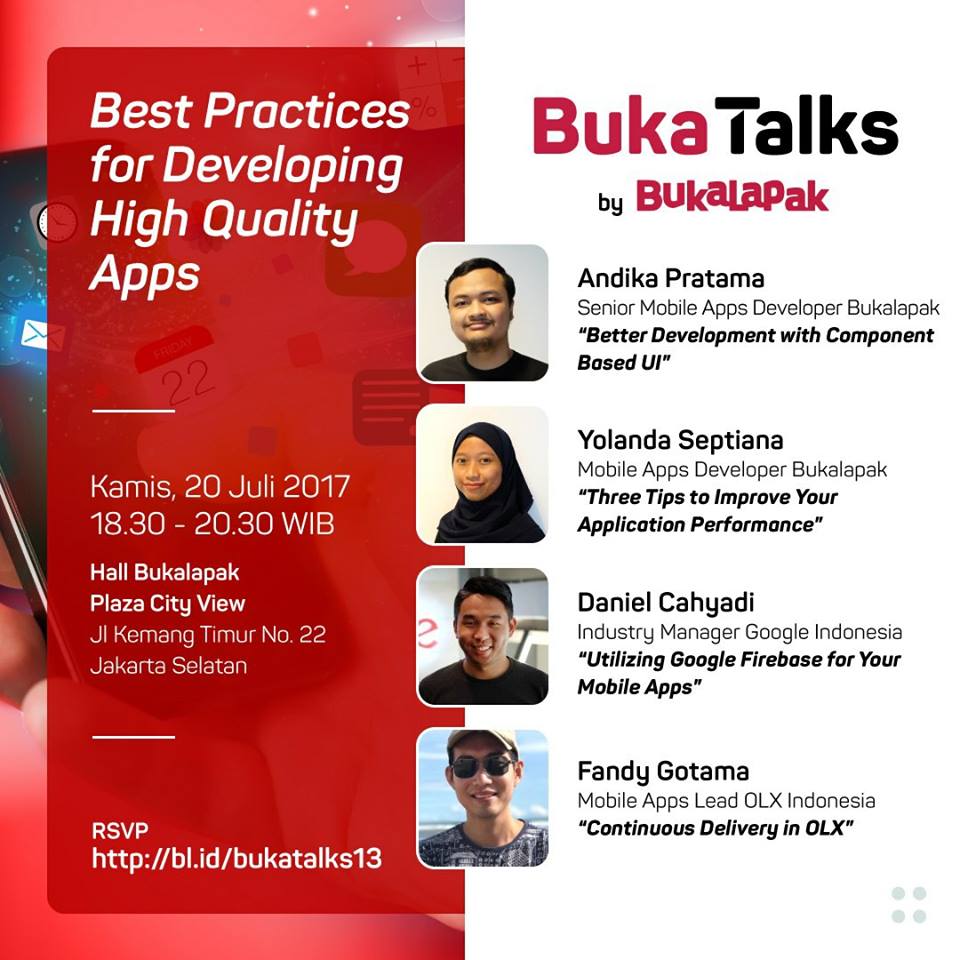 Best Practices
for Developing
High Quality
Apps
Kamis, 20 Juli 2017
18.30 - 20.30 WIB
Hall Bukalapak
Plaza City View
Jl Kemang Timur No. 22
Jakarta Selatan
RSVP
http://bl.id/bukatalks13
FRIDAY
22
BukaTalks
by BukaLapak
Andika Pratama
Senior Mobile Apps Developer Bukalapak
“Better Development with Component
Based UI”
Yolanda Septiana
Mobile Apps Developer Bukalapak
“Three Tips to Improve Your
Application Performance”
Daniel Cahyadi
Industry Manager Google Indonesia
“Utilizing Google Firebase for Your
Mobile Apps”
Fandy Gotama
Mobile Apps Lead OLX Indonesia
“Continuous Delivery in OLX”